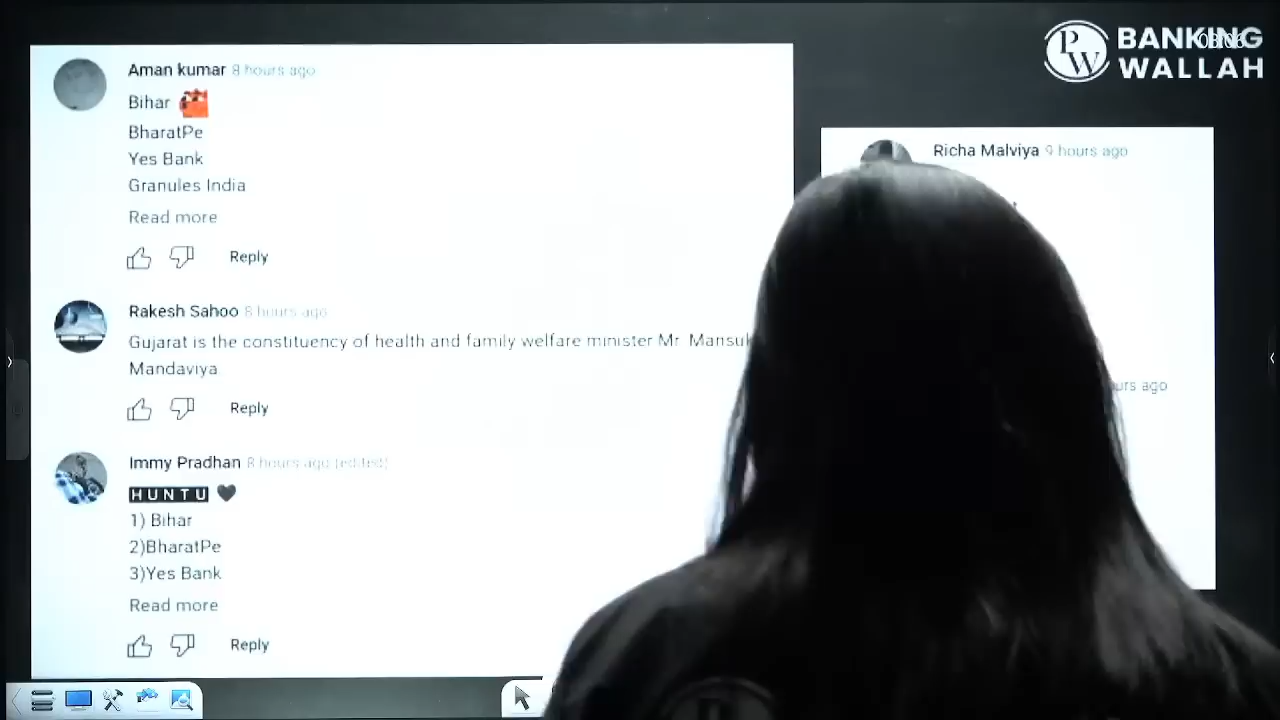 BANKING
WALLAH
Aman kumar 8 hours ago
Bihar
BharatPe
Yes Bank
Granules India
Read more
Reply
Rakesh Sahoo 8 hours ago
Gujarat is the constituency of health and family welfare minister Mr. Mansuk
Mandaviya
Reply
Immy Pradhan 8 hours ago (edited)
HUNTU
1) Bihar
2)BharatPe
3)Yes Bank
Read more
Reply
Richa Malviya 9 hours ago
urs ago